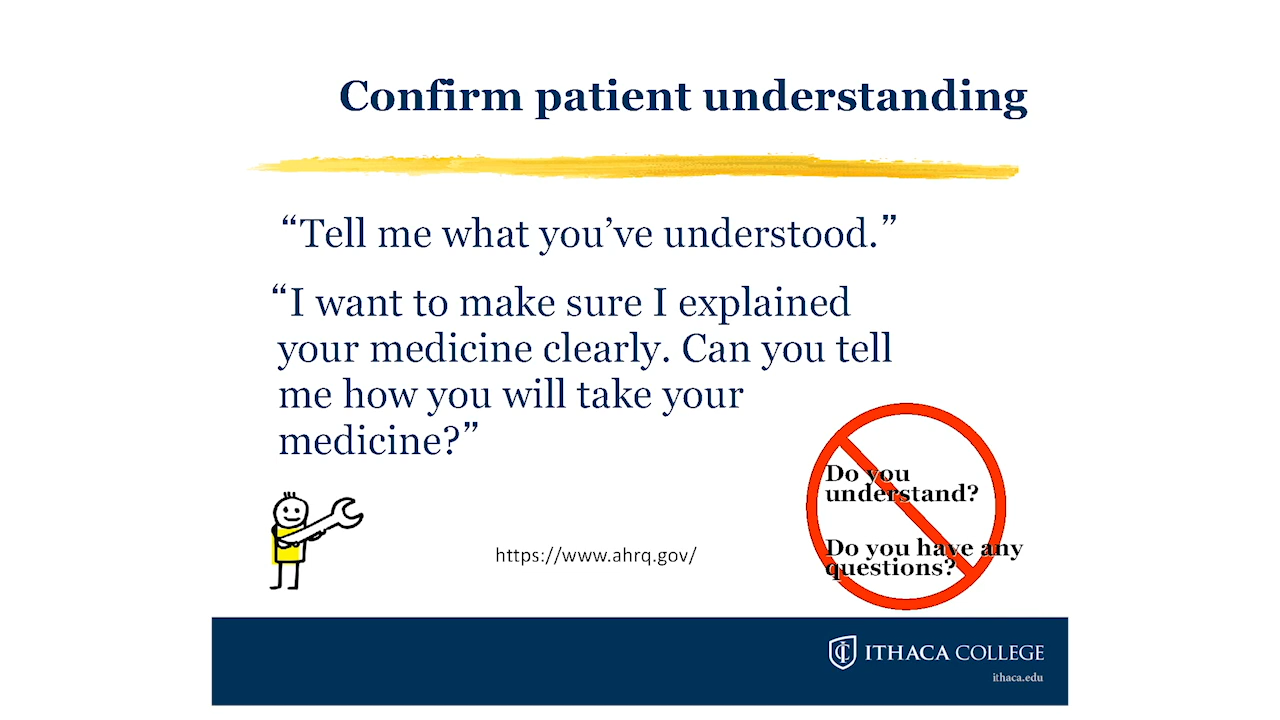 Confirm patient understanding
“Tell me what you’ve understood.”
“I want to make sure I explained
your medicine clearly. Can you tell
me how you will take your
medicine?”
Do you
understand?
Do you have any
questions?
https://www.ahrq.gov/
ITHACA COLLEGE
ithaca.edu